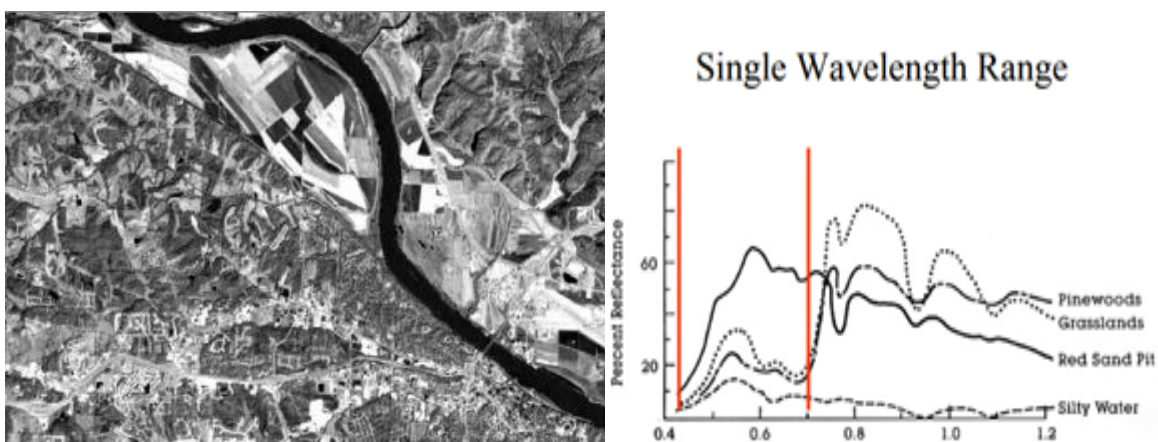 Single Wavelength Range
Percent Reflectance
60
20
Pinewoods
Grasslands
Red Sand Pit
Silty Water
0.4 0.6 0.8 1.0 1.2